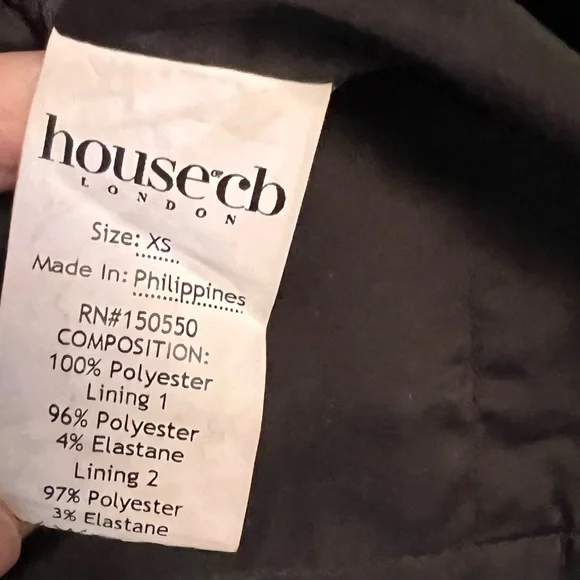 house of cb
LONDON
Size: XS
Made In: Philippines
RN#150550
COMPOSITION:
100% Polyester
Lining 1
96% Polyester
4% Elastane
Lining 2
97% Polyester
3% Elastane